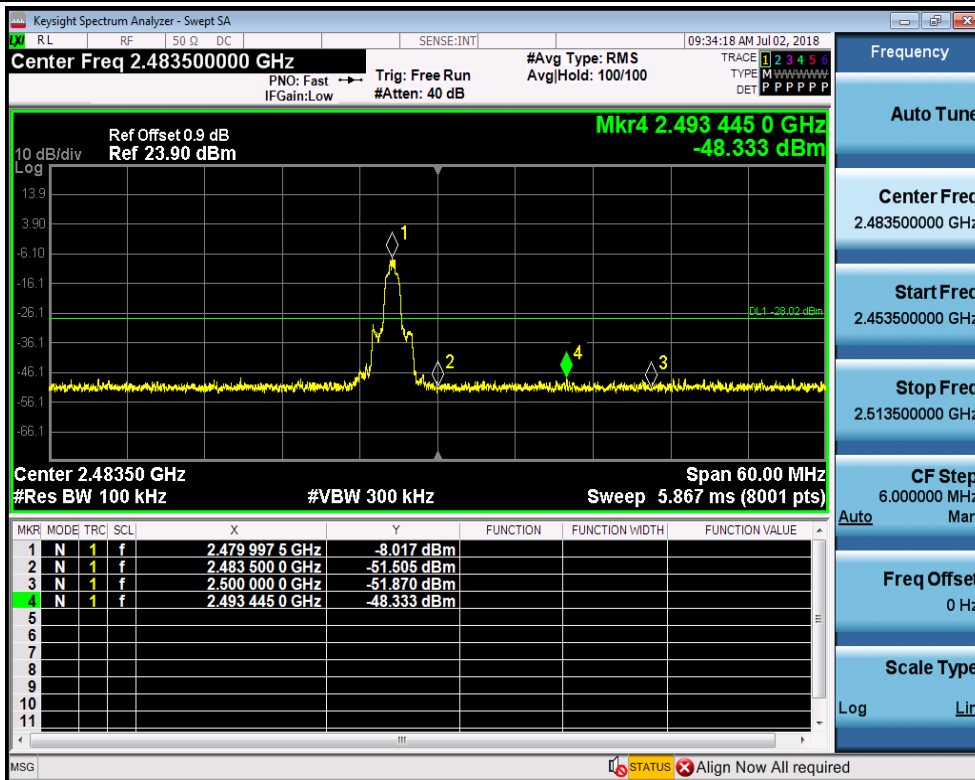 Keysight Spectrum Analyzer - Swept SA
LXI RL RF 50 Ω DC SENSE:INT 09:34:18 AM Jul 02, 2018
Center Freq 2.483500000 GHz
PNO: Fast
IFGain:Low
Trig: Free Run
#Atten: 40 dB
#Avg Type: RMS
Avg|Hold: 100/100
TRACE 1 2 3 4 5 6
TYPE M WWWWW
DET P P P P P P
Ref Offset 0.9 dB
10 dB/div Ref 23.90 dBm
Log
Mkr4 2.493 445 0 GHz
-48.333 dBm
13.9
3.90
-6.10
-16.1
-26.1
-36.1
-46.1
-56.1
-66.1
1
2
3
4
DL1 -28.02 dBm
Center 2.48350 GHz Span 60.00 MHz
#Res BW 100 kHz #VBW 300 kHz Sweep 5.867 ms (8001 pts)
MKR MODE TRC SCL X Y FUNCTION FUNCTION WIDTH FUNCTION VALUE
1 N 1 f 2.479 997 5 GHz -8.017 dBm
2 N 1 f 2.483 500 0 GHz -51.505 dBm
3 N 1 f 2.500 000 0 GHz -51.870 dBm
4 N 1 f 2.493 445 0 GHz -48.333 dBm
5
6
7
8
9
10
11
MSG STATUS Align Now All required
Frequency
Auto Tune
Center Freq
2.483500000 GHz
Start Freq
2.453500000 GHz
Stop Freq
2.513500000 GHz
CF Step
6.000000 MHz
Auto Man
Freq Offset
0 Hz
Scale Type
Log Lin